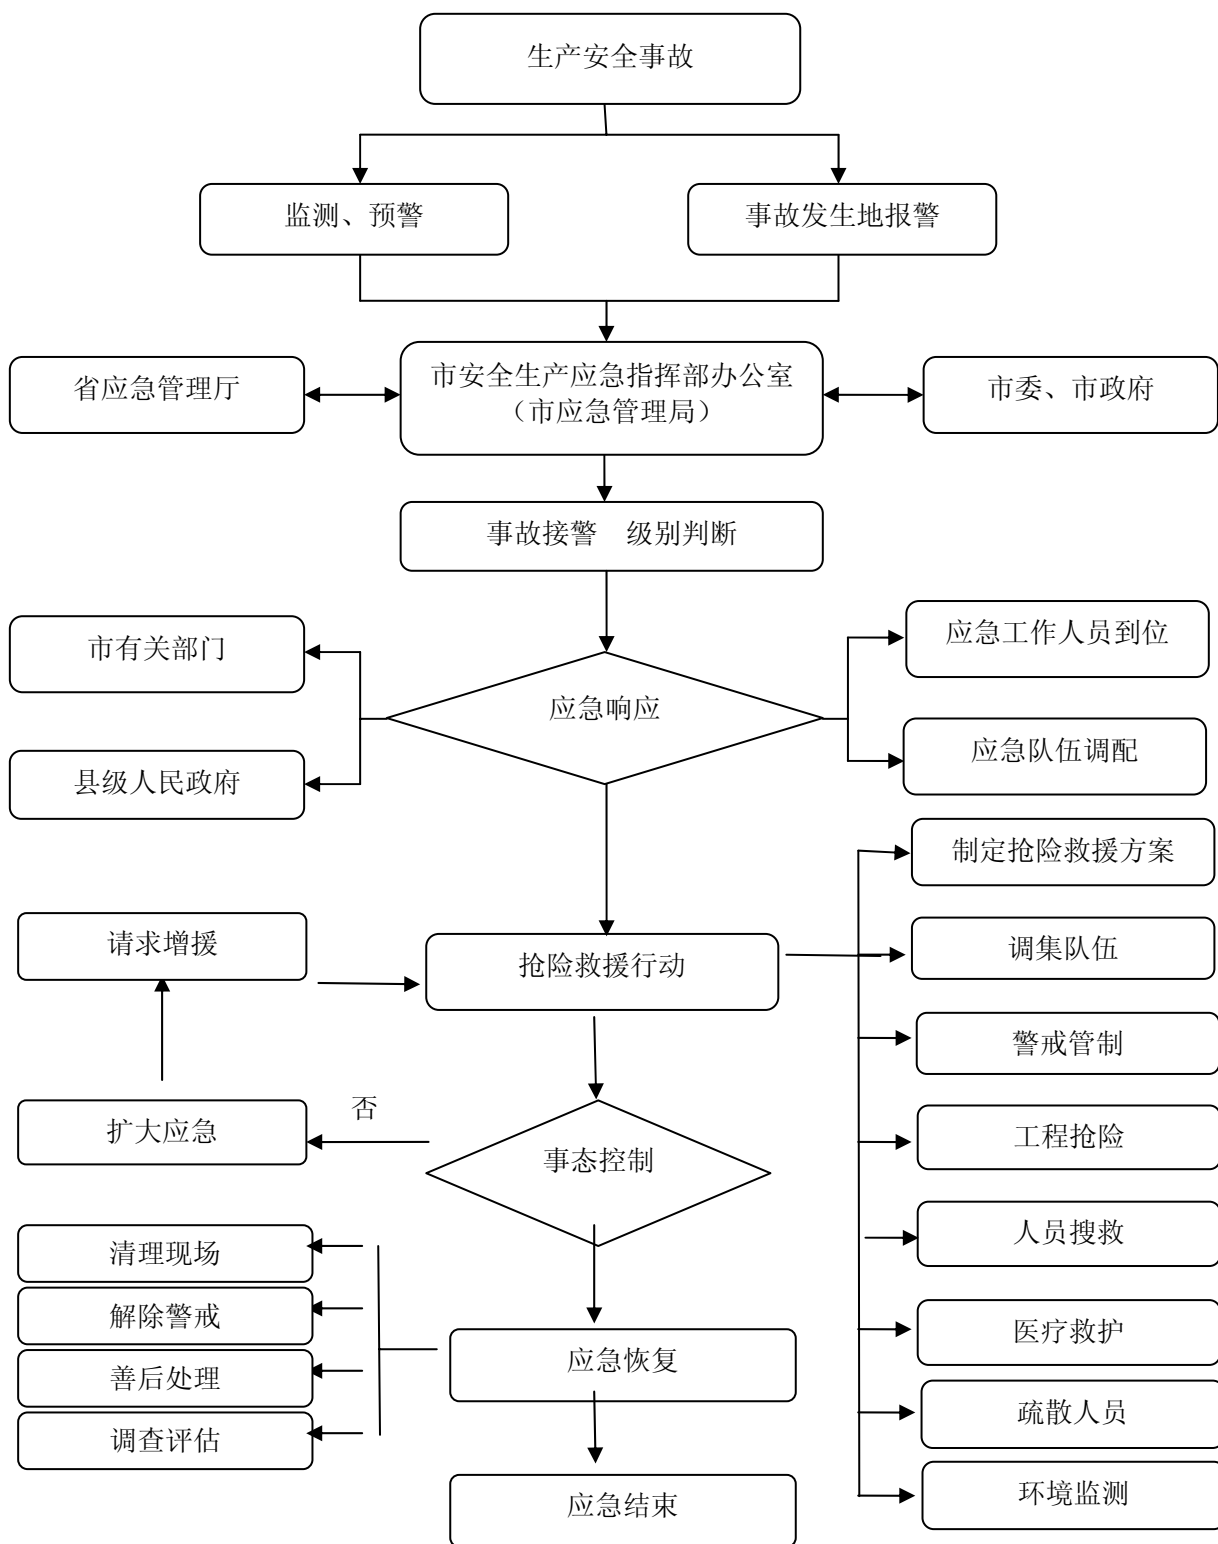 生产安全事故
监测、预警
事故发生地报警
省应急管理厅
市安全生产应急指挥部办公室
（市应急管理局）
市委、市政府
事故接警　级别判断
市有关部门
应急工作人员到位
应急响应
县级人民政府
应急队伍调配
制定抢险救援方案
请求增援
抢险救援行动
调集队伍
警戒管制
扩大应急
否
事态控制
工程抢险
人员搜救
清理现场
解除警戒
善后处理
调查评估
应急恢复
医疗救护
疏散人员
应急结束
环境监测